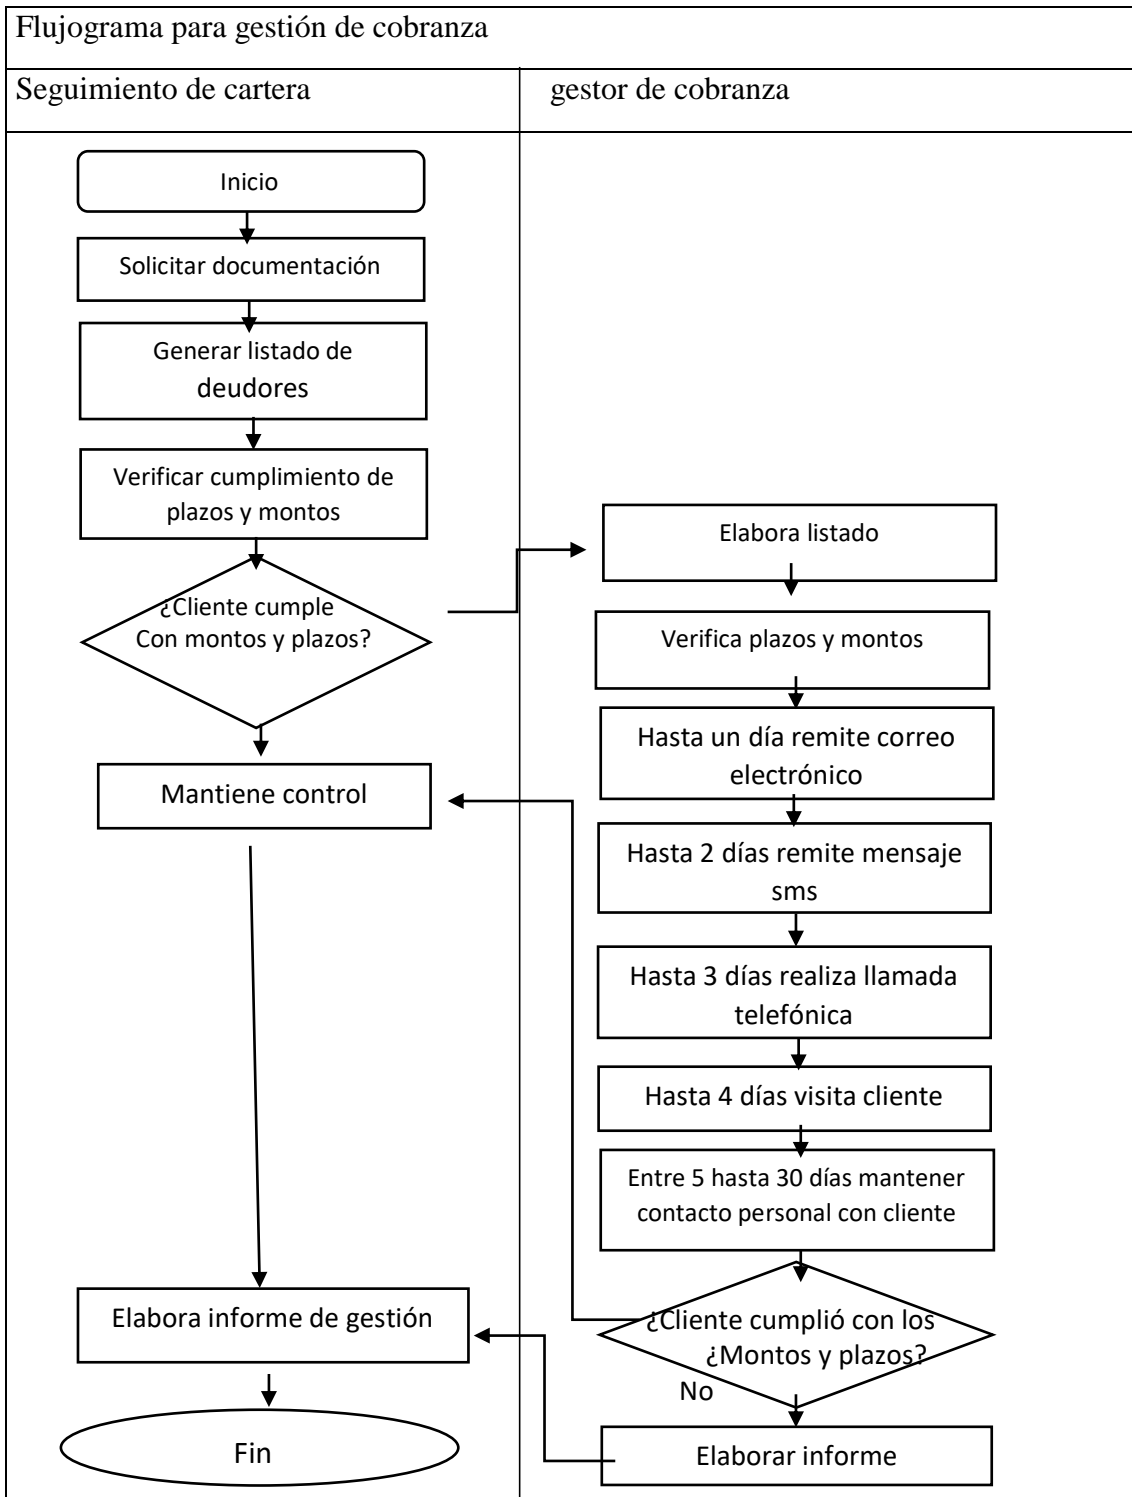 Flujograma para gestión de cobranza
Seguimiento de cartera
gestor de cobranza
Inicio
Solicitar documentación
Generar listado de
deudores
Verificar cumplimiento de
plazos y montos
¿Cliente cumple
Con montos y plazos?
Mantiene control
Elabora informe de gestión
Fin
Elabora listado
Verifica plazos y montos
Hasta un día remite correo
electrónico
Hasta 2 días remite mensaje
sms
Hasta 3 días realiza llamada
telefónica
Hasta 4 días visita cliente
Entre 5 hasta 30 días mantener
contacto personal con cliente
¿Cliente cumplió con los
¿Montos y plazos?
No
Elaborar informe